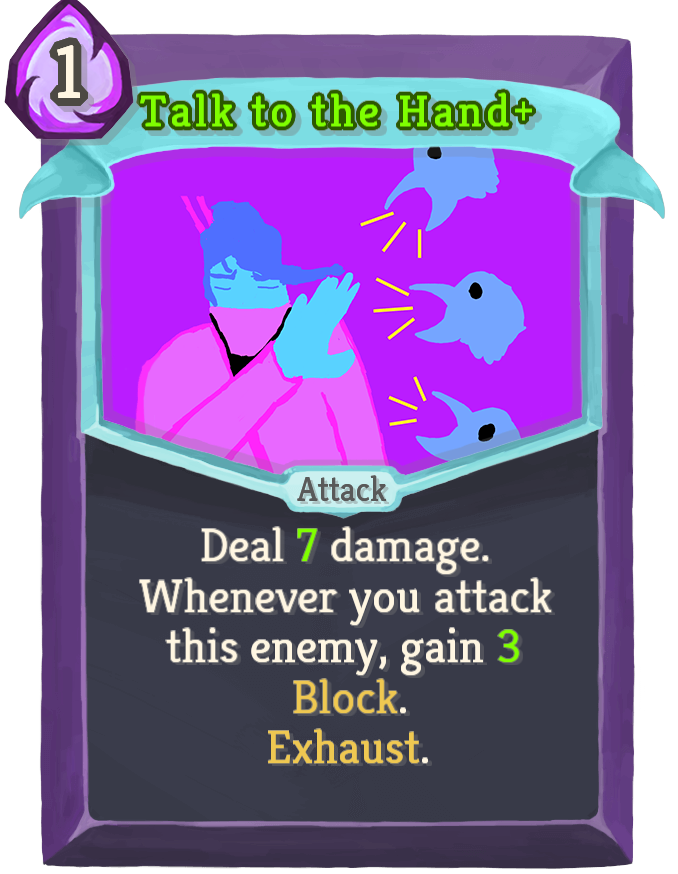 1
Talk to the Hand+
Attack
Deal 7 damage.
Whenever you attack
this enemy, gain 3
Block.
Exhaust.